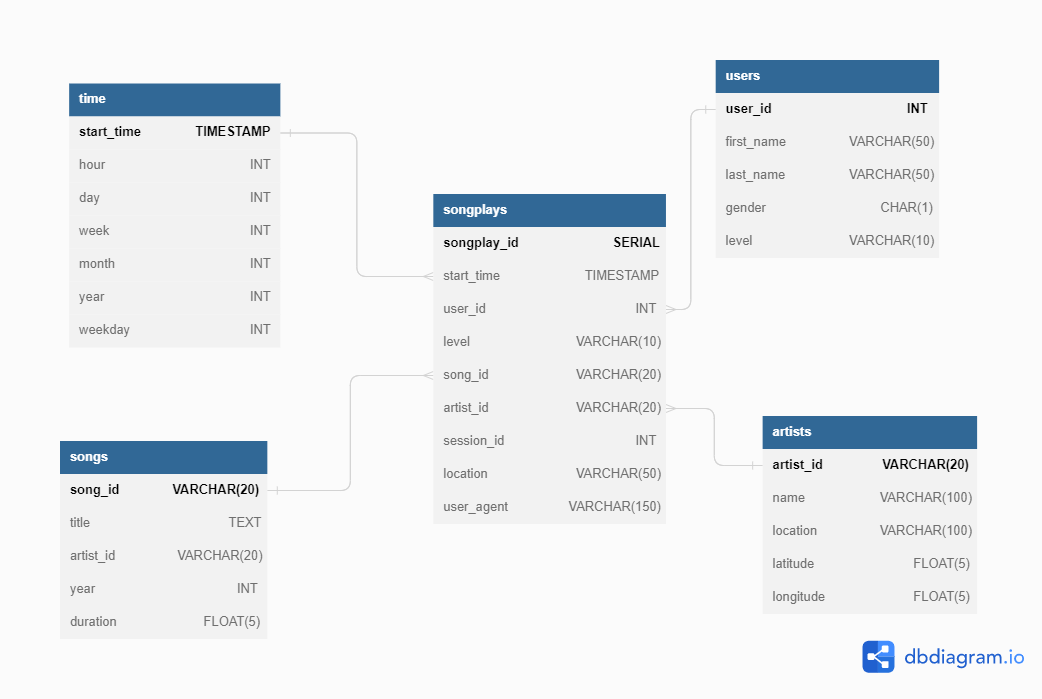 time
start_time TIMESTAMP
hour INT
day INT
week INT
month INT
year INT
weekday INT
users
user_id INT
first_name VARCHAR(50)
last_name VARCHAR(50)
gender CHAR(1)
level VARCHAR(10)
songplays
songplay_id SERIAL
start_time TIMESTAMP
user_id INT
level VARCHAR(10)
song_id VARCHAR(20)
artist_id VARCHAR(20)
session_id INT
location VARCHAR(50)
user_agent VARCHAR(150)
songs
song_id VARCHAR(20)
title TEXT
artist_id VARCHAR(20)
year INT
duration FLOAT(5)
artists
artist_id VARCHAR(20)
name VARCHAR(100)
location VARCHAR(100)
latitude FLOAT(5)
longitude FLOAT(5)
dbdiagram.io